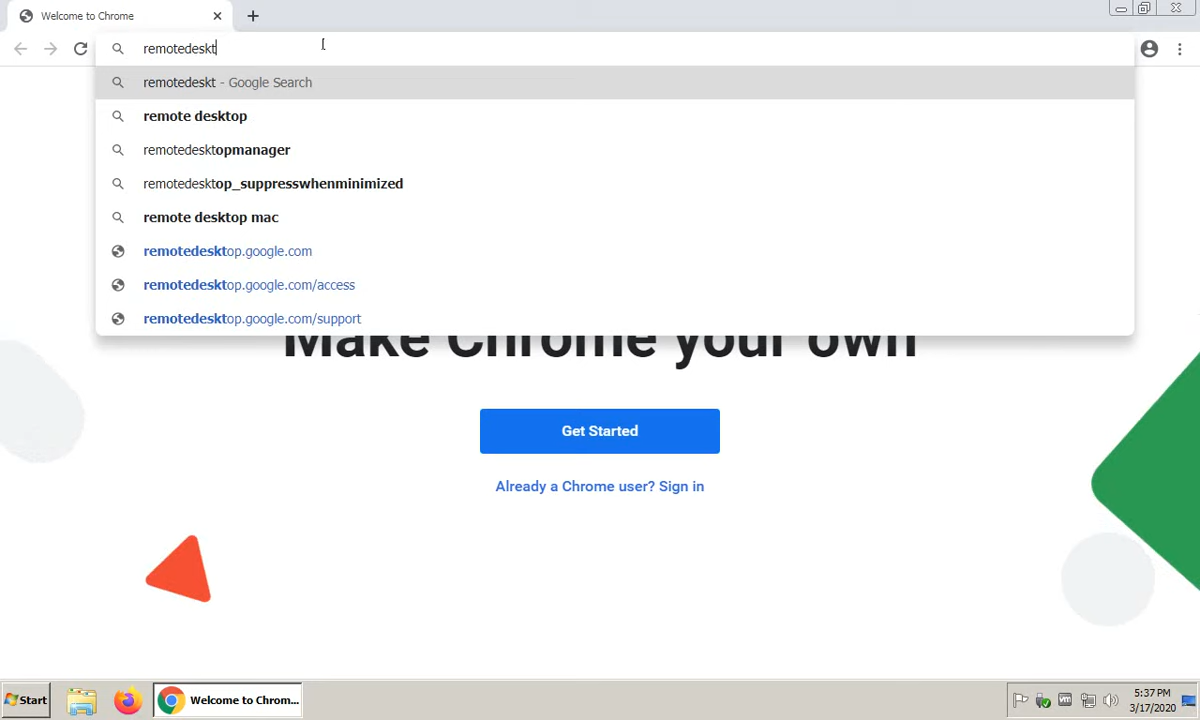 Welcome to Chrome
remotedeskt
remotedeskt - Google Search
remote desktop
remotedesktopmanager
remotedesktop_suppresswhenminimized
remote desktop mac
remotedesktop.google.com
remotedesktop.google.com/access
remotedesktop.google.com/support
Make Chrome your own
Get Started
Already a Chrome user? Sign in
Start
Welcome to Chrom...
5:37 PM
3/17/2020